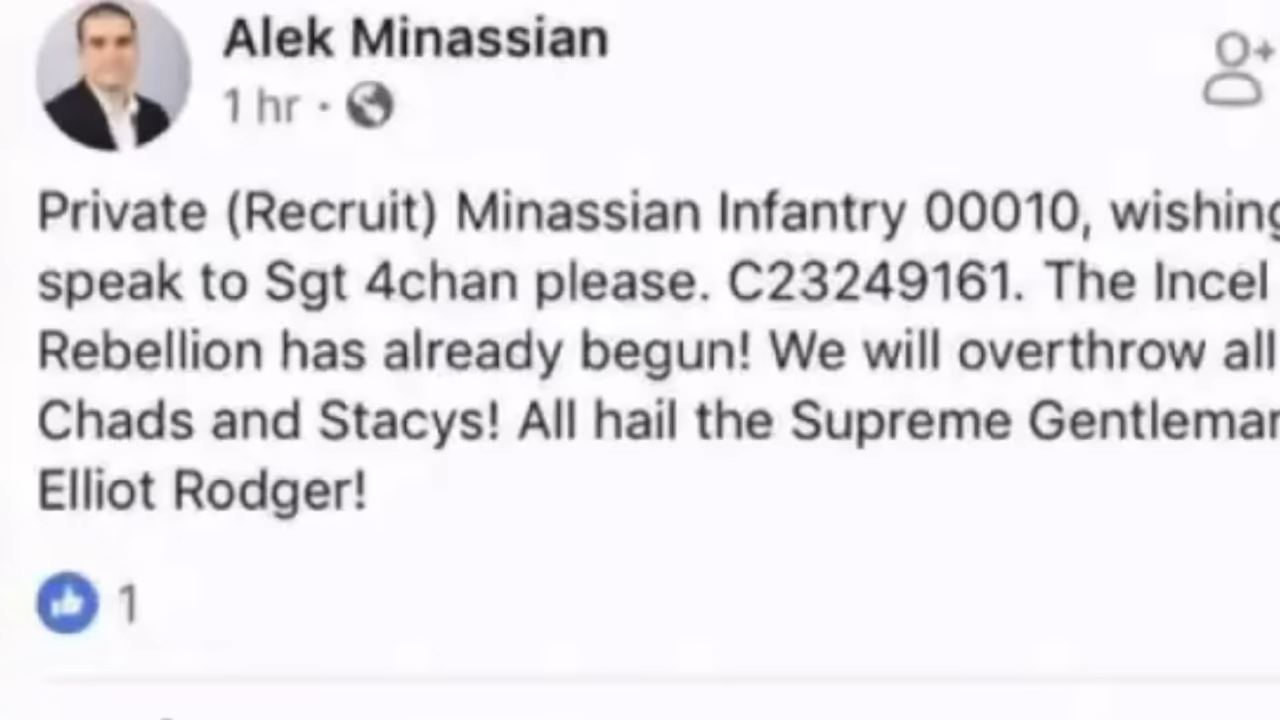 Alek Minassian
1 hr ·
Private (Recruit) Minassian Infantry 00010, wishing
speak to Sgt 4chan please. C23249161. The Incel
Rebellion has already begun! We will overthrow all
Chads and Stacys! All hail the Supreme Gentleman
Elliot Rodger!
1